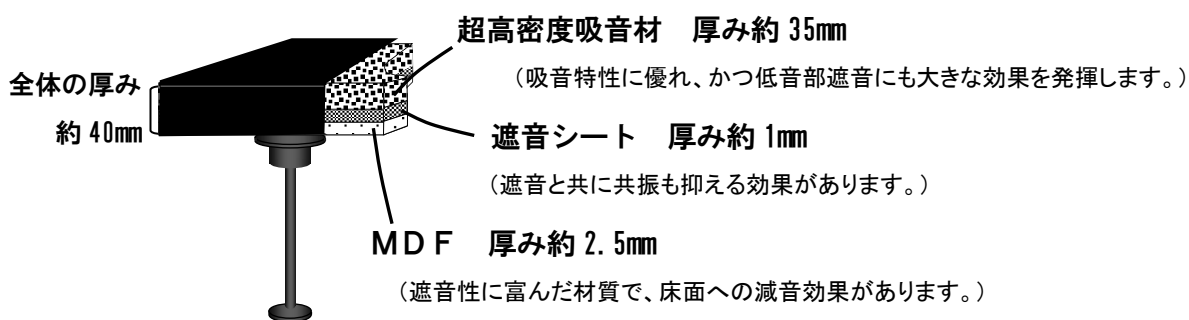 超高密度吸音材 厚み約 35mm
(吸音特性に優れ、かつ低音部遮音にも大きな効果を発揮します。)
全体の厚み
約 40mm
遮音シート 厚み約 1mm
(遮音と共に共振も抑える効果があります。)
MDF 厚み約 2.5mm
(遮音性に富んだ材質で、床面への減音効果があります。)